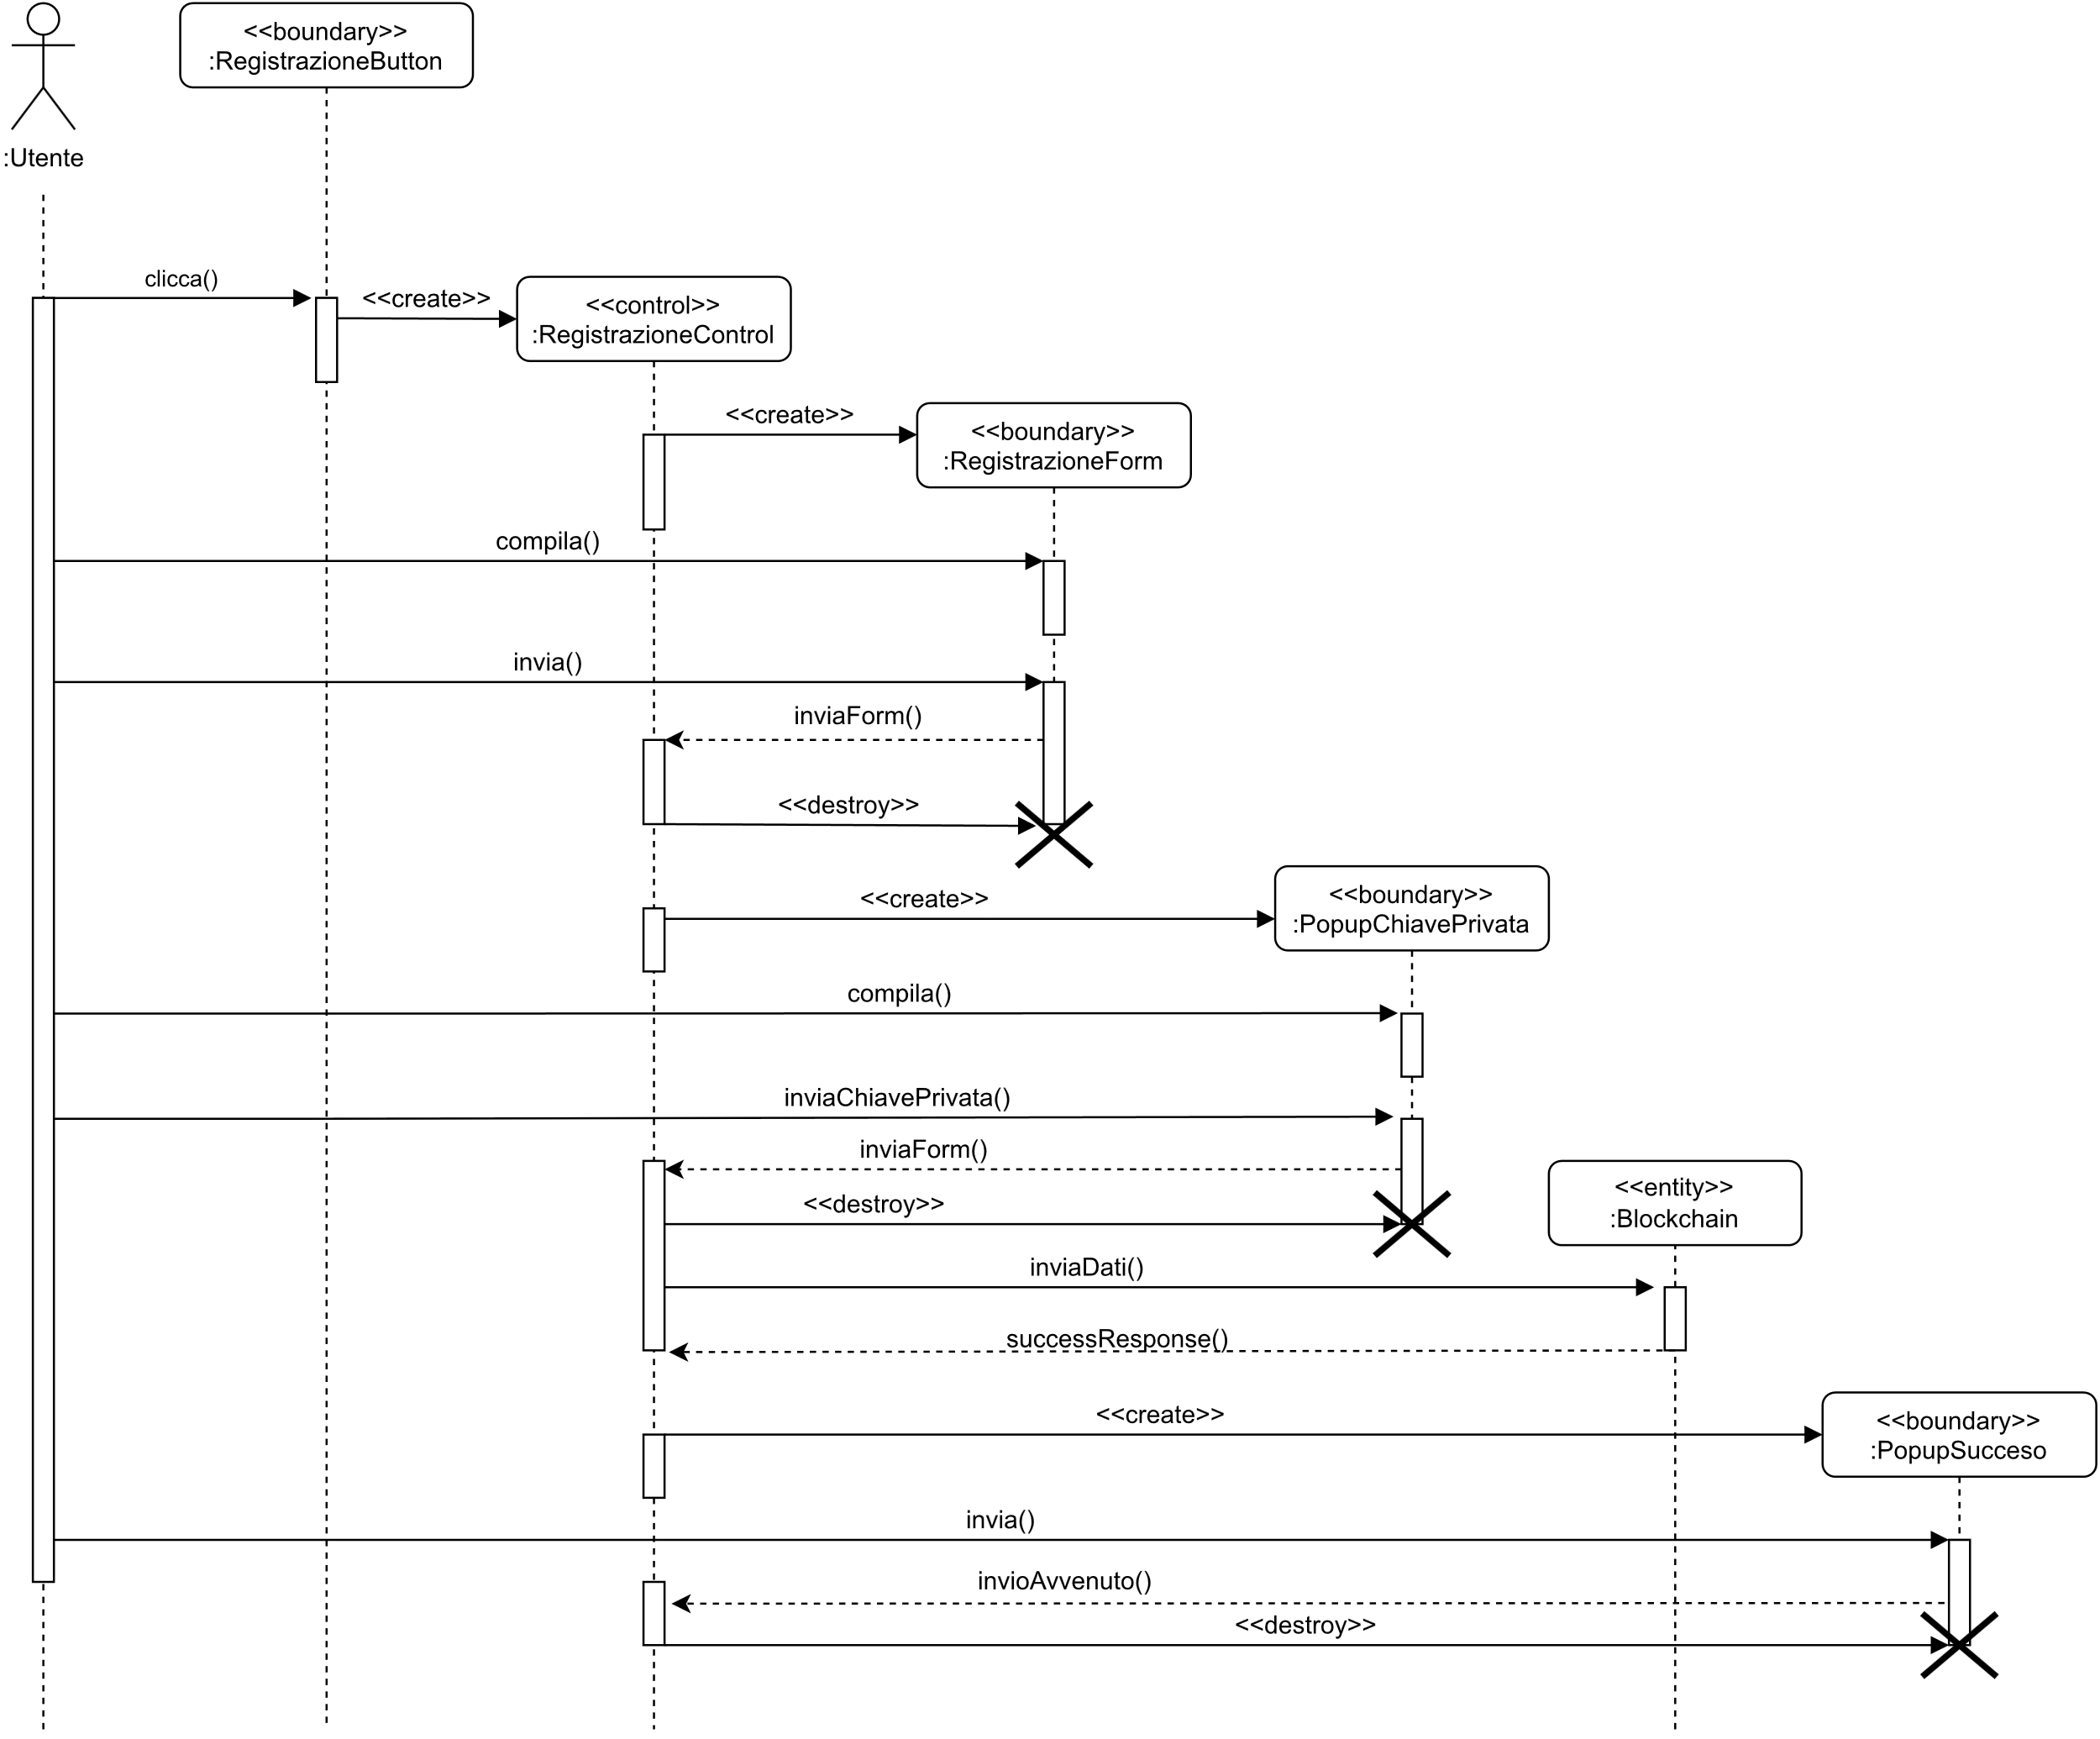 <<boundary>>
:RegistrazioneButton
:Utente
clicca()
<<create>>
<<control>>
:RegistrazioneControl
<<create>>
<<boundary>>
:RegistrazioneForm
compila()
invia()
inviaForm()
<<destroy>>
<<create>>
<<boundary>>
:PopupChiavePrivata
compila()
inviaChiavePrivata()
inviaForm()
<<destroy>>
<<entity>>
:Blockchain
inviaDati()
successResponse()
<<create>>
<<boundary>>
:PopupSucceso
invia()
invioAvvenuto()
<<destroy>>